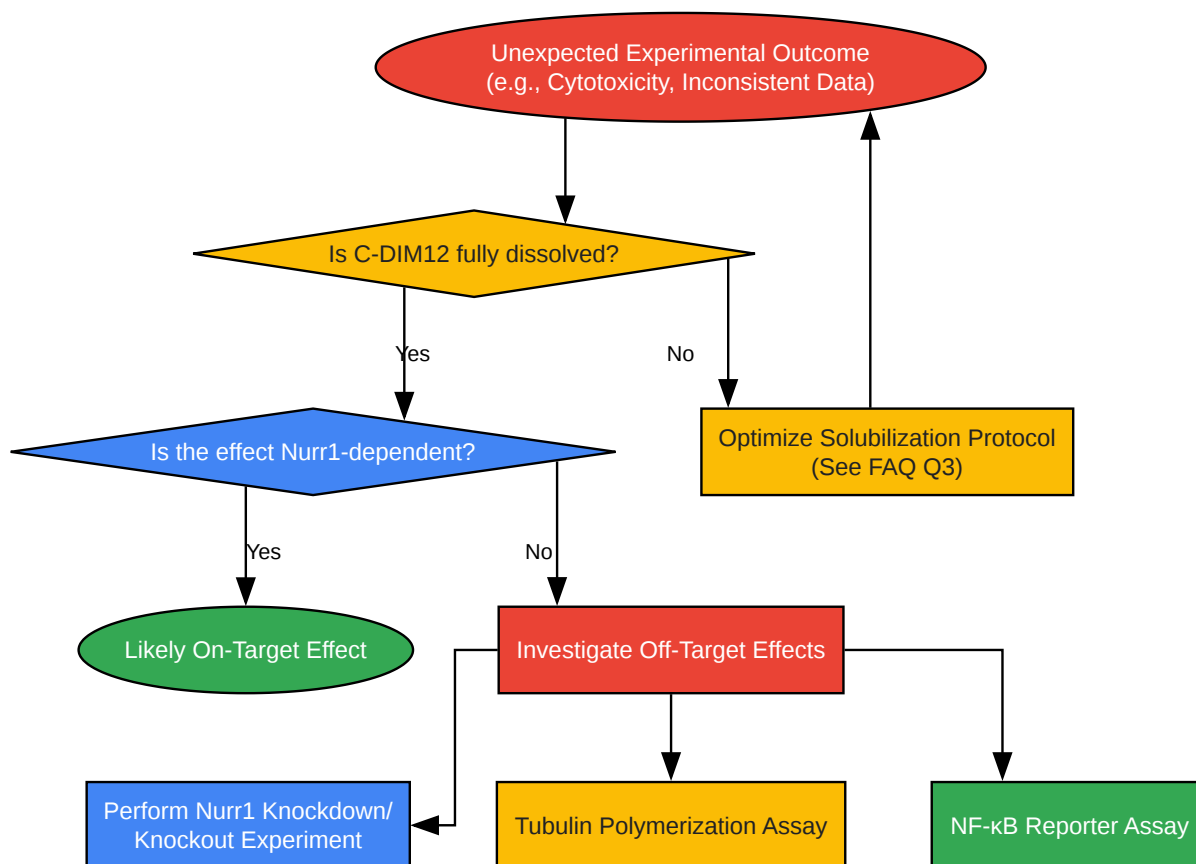 Unexpected Experimental Outcome
(e.g., Cytotoxicity, Inconsistent Data)
Is C-DIM12 fully dissolved?
Yes
No
Is the effect Nurr1-dependent?
Optimize Solubilization Protocol
(See FAQ Q3)
Yes
No
Likely On-Target Effect
Investigate Off-Target Effects
Perform Nurr1 Knockdown/
Knockout Experiment
Tubulin Polymerization Assay
NF-κB Reporter Assay